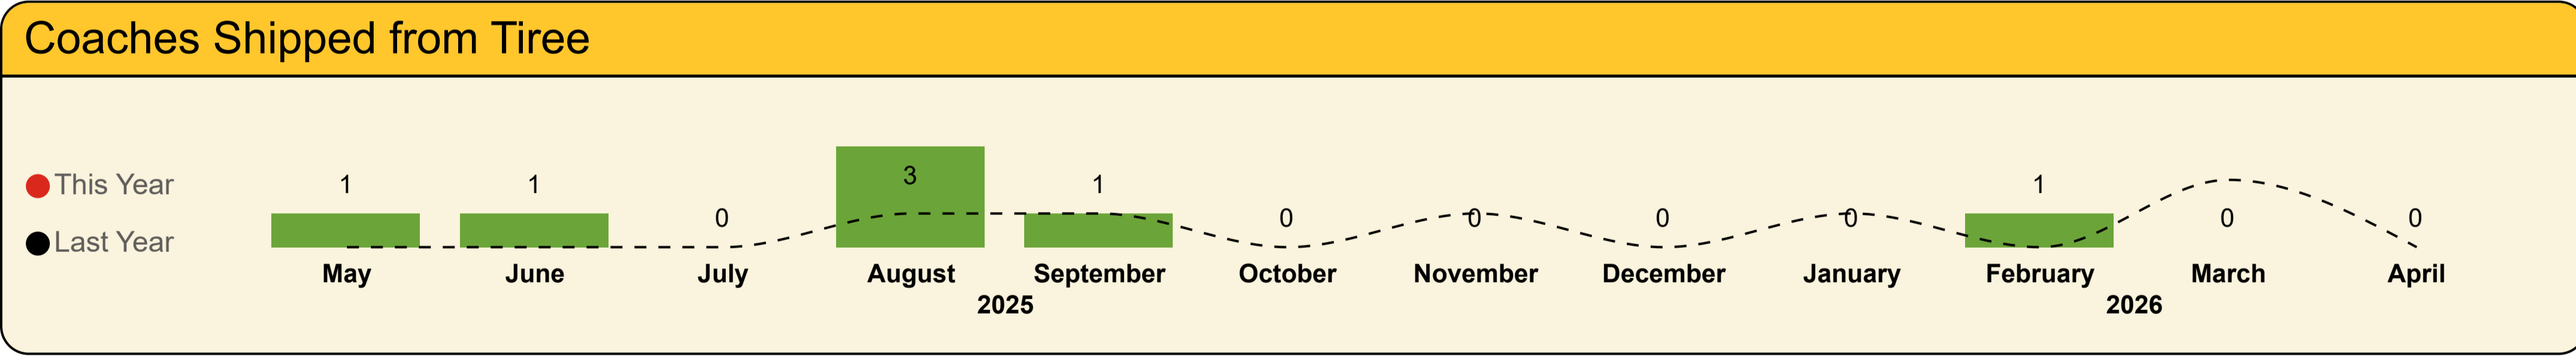 Coaches Shipped from Tiree
This Year
Last Year
1 1 0 3 1 0 0 0 0 1 0 0
May June July August September October November December January February March April
2025 2026